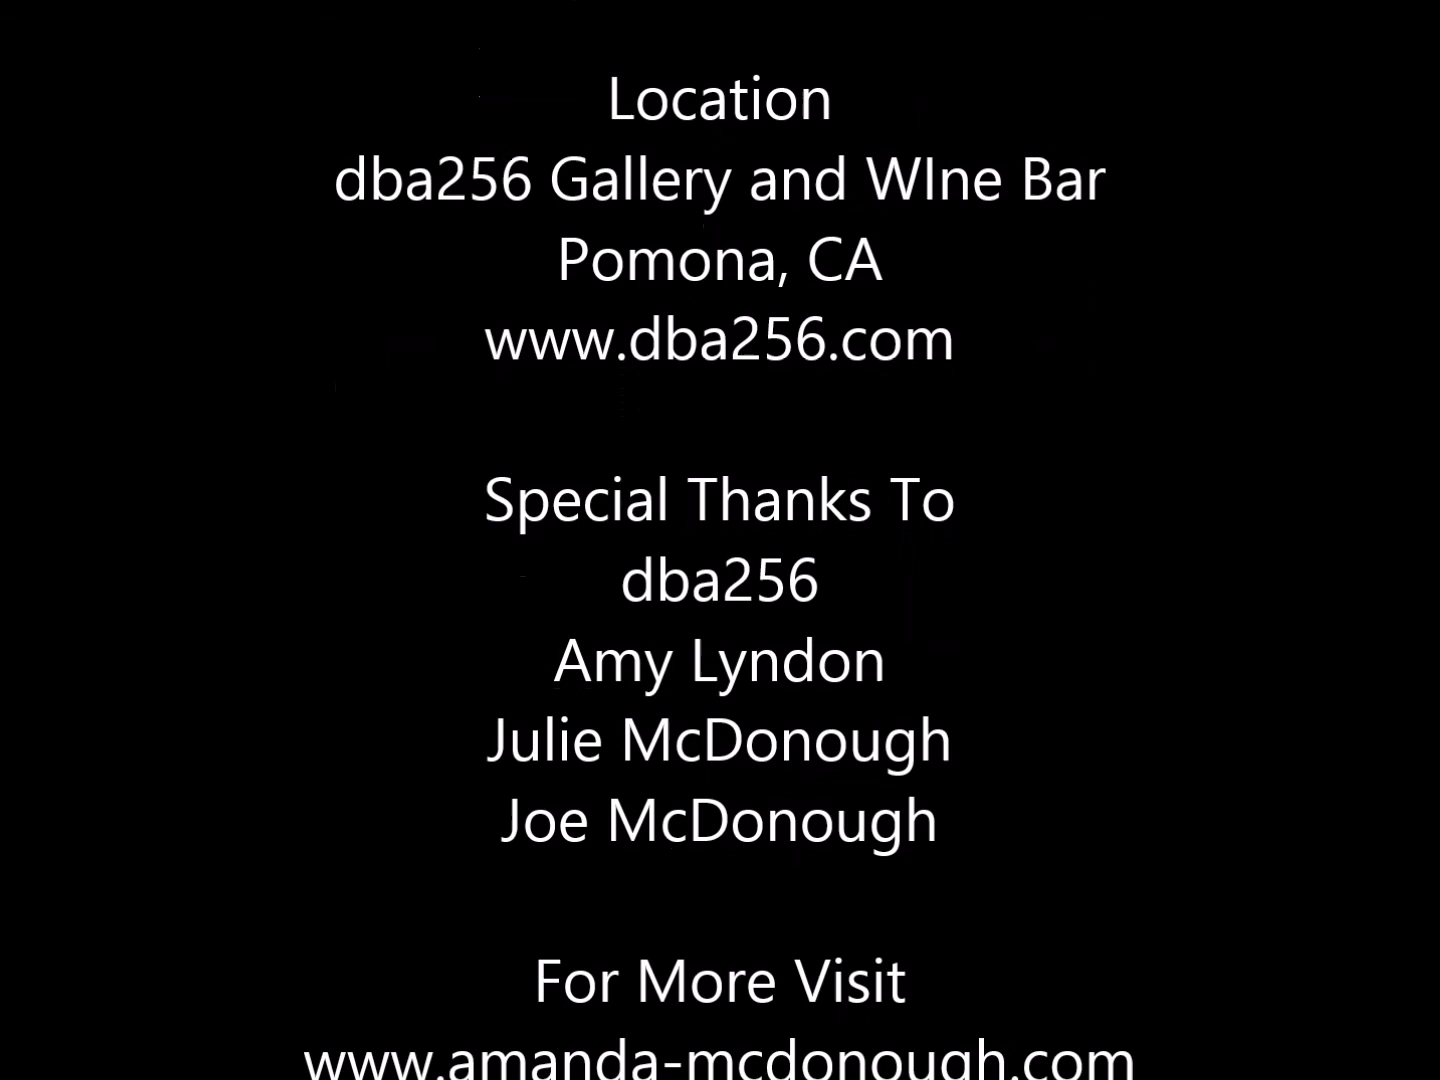 Location
dba256 Gallery and WIne Bar
Pomona, CA
www.dba256.com
Special Thanks To
dba256
Amy Lyndon
Julie McDonough
Joe McDonough
For More Visit
www.amanda-mcdonough.com